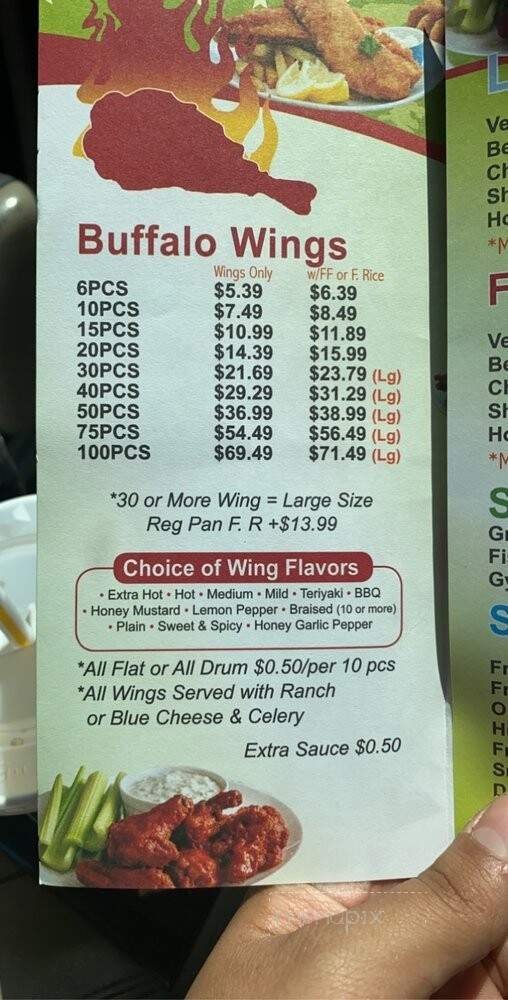 Buffalo Wings
Wings Only w/FF or F. Rice
6PCS $5.39 $6.39
10PCS $7.49 $8.49
15PCS $10.99 $11.89
20PCS $14.39 $15.99
30PCS $21.69 $23.79 (Lg)
40PCS $29.29 $31.29 (Lg)
50PCS $36.99 $38.99 (Lg)
75PCS $54.49 $56.49 (Lg)
100PCS $69.49 $71.49 (Lg)
*30 or More Wing = Large Size
Reg Pan F. R +$13.99
Choice of Wing Flavors
• Extra Hot • Hot • Medium • Mild • Teriyaki • BBQ
• Honey Mustard • Lemon Pepper • Braised (10 or more)
• Plain • Sweet & Spicy • Honey Garlic Pepper
*All Flat or All Drum $0.50/per 10 pcs
*All Wings Served with Ranch
or Blue Cheese & Celery
Extra Sauce $0.50